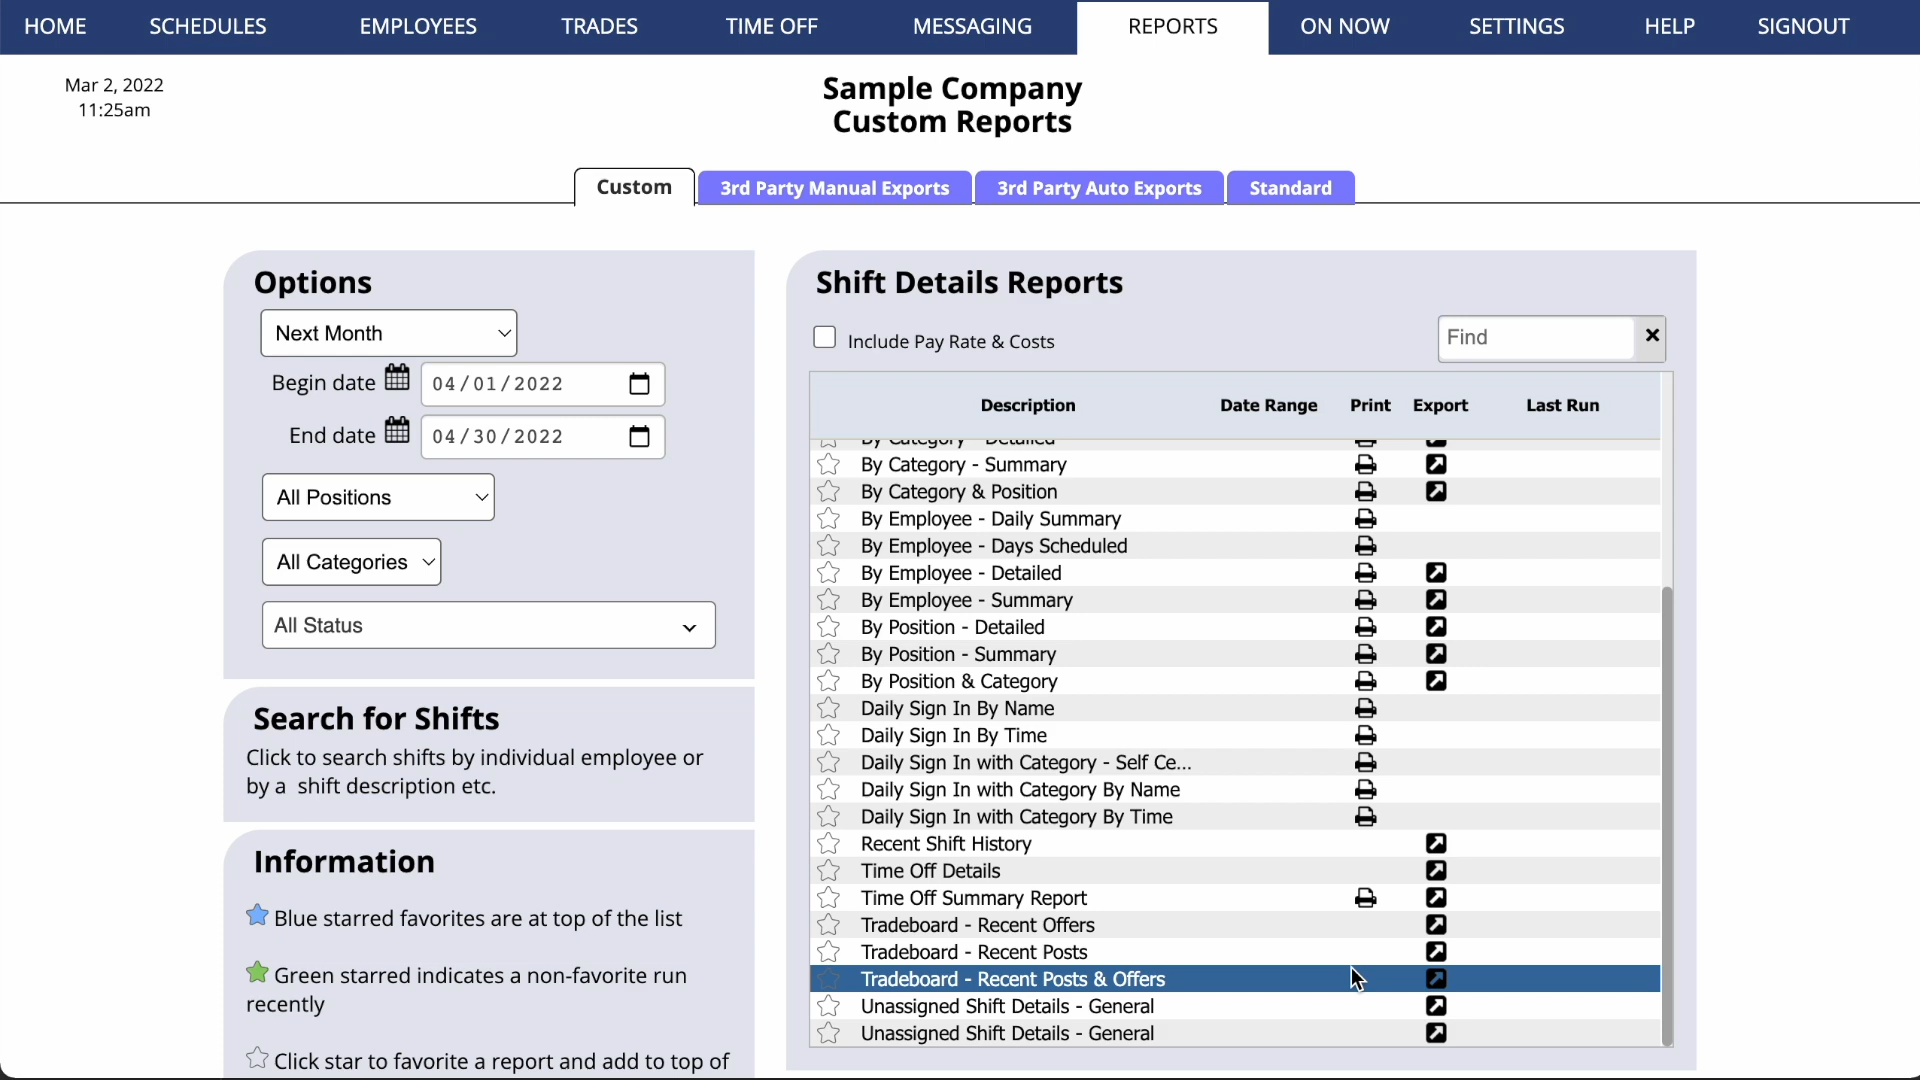 HOME SCHEDULES EMPLOYEES TRADES TIME OFF MESSAGING REPORTS ON NOW SETTINGS HELP SIGNOUT
Mar 2, 2022
11:25am
Sample Company
Custom Reports
Custom 3rd Party Manual Exports 3rd Party Auto Exports Standard
Options
Next Month
Begin date 04/01/2022
End date 04/30/2022
All Positions
All Categories
All Status
Search for Shifts
Click to search shifts by individual employee or
by a shift description etc.
Information
Blue starred favorites are at top of the list
Green starred indicates a non-favorite run
recently
Click star to favorite a report and add to top of
Shift Details Reports
Include Pay Rate & Costs
Find
Description Date Range Print Export Last Run
By Category - Detailed
By Category - Summary
By Category & Position
By Employee - Daily Summary
By Employee - Days Scheduled
By Employee - Detailed
By Employee - Summary
By Position - Detailed
By Position - Summary
By Position & Category
Daily Sign In By Name
Daily Sign In By Time
Daily Sign In with Category - Self Ce...
Daily Sign In with Category By Name
Daily Sign In with Category By Time
Recent Shift History
Time Off Details
Time Off Summary Report
Tradeboard - Recent Offers
Tradeboard - Recent Posts
Tradeboard - Recent Posts & Offers
Unassigned Shift Details - General
Unassigned Shift Details - General